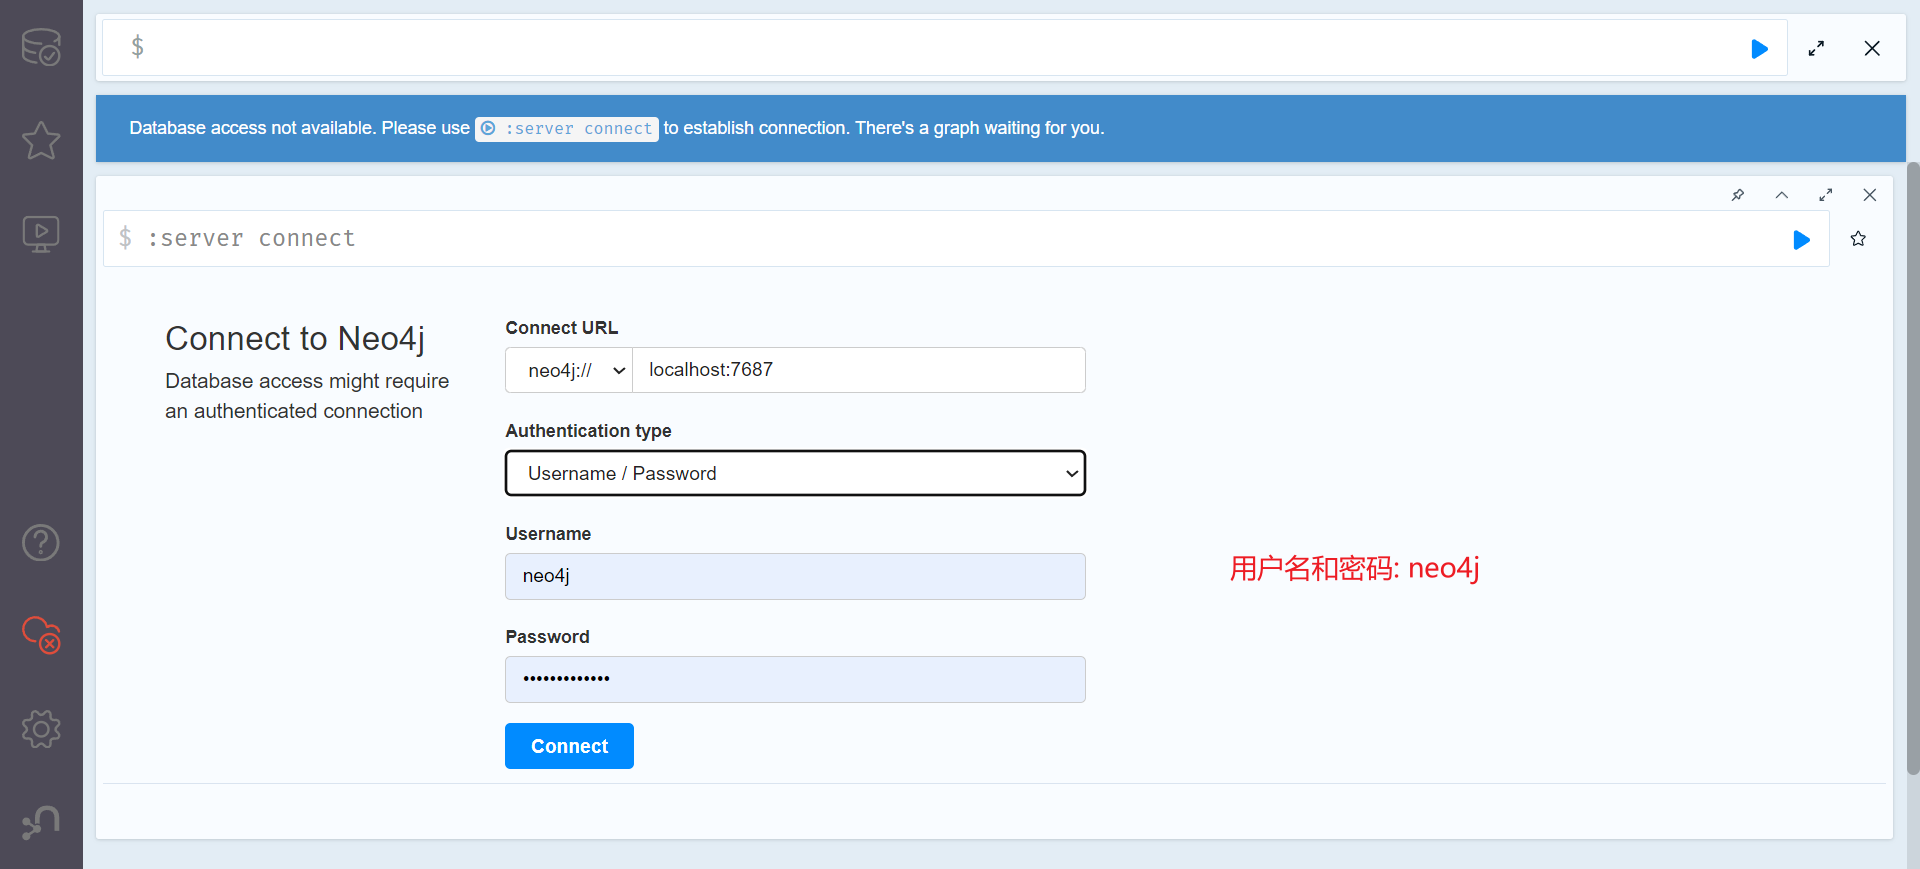 $
Database access not available. Please use :server connect to establish connection. There's a graph waiting for you.
$ :server connect
Connect to Neo4j
Database access might require
an authenticated connection
Connect URL
neo4j://
localhost:7687
Authentication type
Username / Password
Username
neo4j
用户名和密码: neo4j
Password
•••••••••••••
Connect